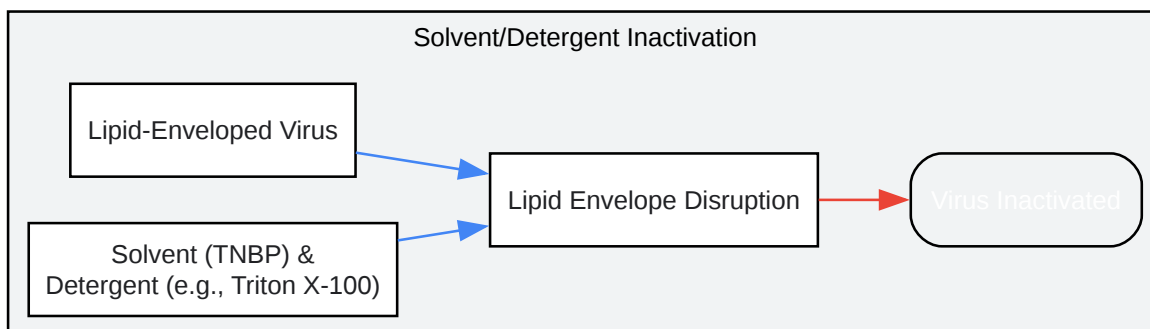 Solvent/Detergent Inactivation
Lipid-Enveloped Virus
Solvent (TNBP) &
Detergent (e.g., Triton X-100)
Lipid Envelope Disruption
Virus Inactivated